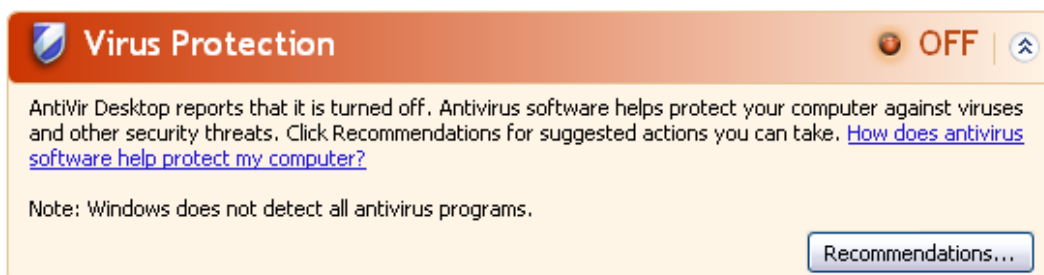 Virus Protection OFF
AntiVir Desktop reports that it is turned off. Antivirus software helps protect your computer against viruses
and other security threats. Click Recommendations for suggested actions you can take. How does antivirus
software help protect my computer?
Note: Windows does not detect all antivirus programs.
Recommendations...